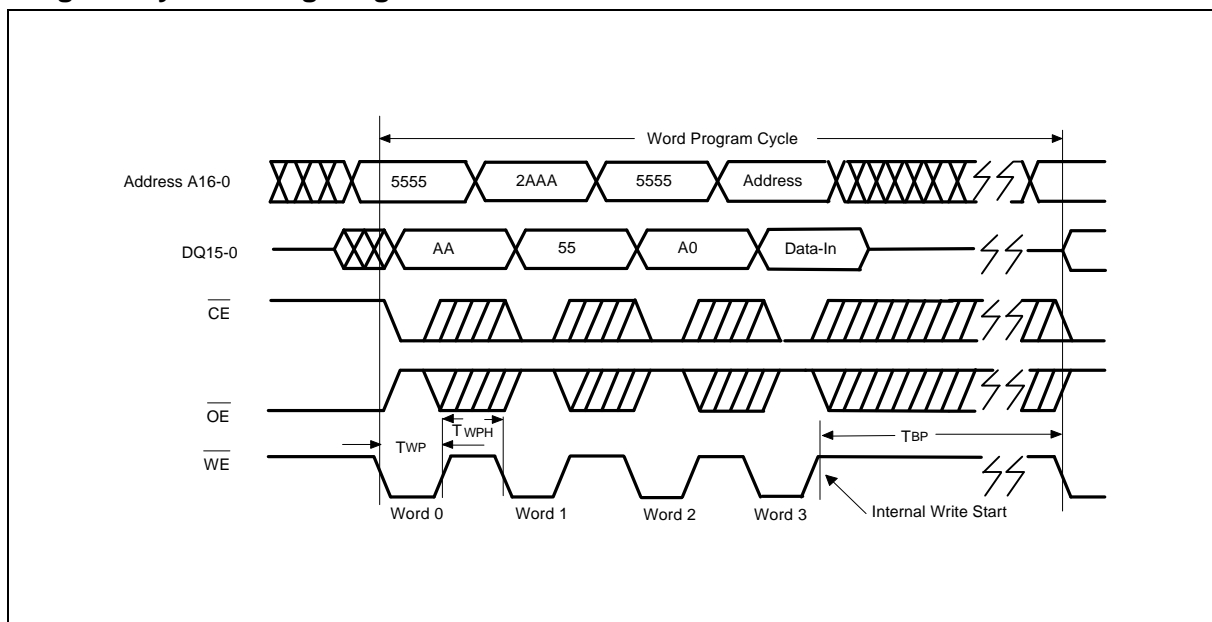 Word Program Cycle
Address A16-0
5555
2AAA
5555
Address
DQ15-0
AA
55
A0
Data-In
CE
OE
TWP
TWPH
TBP
WE
Word 0
Word 1
Word 2
Word 3
Internal Write Start